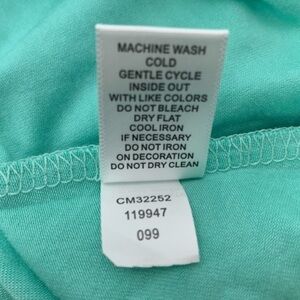 MACHINE WASH
COLD
GENTLE CYCLE
INSIDE OUT
WITH LIKE COLORS
DO NOT BLEACH
DRY FLAT
COOL IRON
IF NECESSARY
DO NOT IRON
ON DECORATION
DO NOT DRY CLEAN
CM32252
119947
099